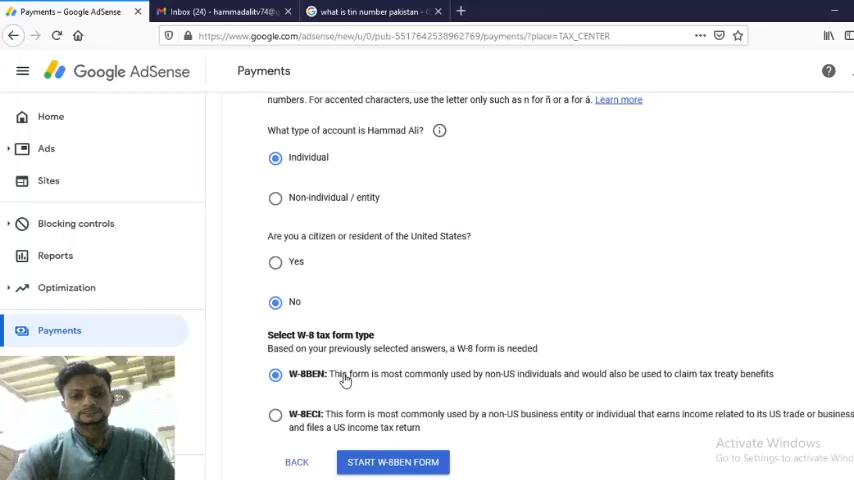 Payments – Google AdSense
Inbox (24) - hammadalitv74@g
what is tin number pakistan - G
https://www.google.com/adsense/new/u/0/pub-5517642538962769/payments/?place=TAX_CENTER
Google AdSense
Payments
Home
Ads
Sites
Blocking controls
Reports
Optimization
Payments
numbers. For accented characters, use the letter only such as n for ñ or a for á. Learn more
What type of account is Hammad Ali?
Individual
Non-individual / entity
Are you a citizen or resident of the United States?
Yes
No
Select W-8 tax form type
Based on your previously selected answers, a W-8 form is needed
W-8BEN: This form is most commonly used by non-US individuals and would also be used to claim tax treaty benefits
W-8ECI: This form is most commonly used by a non-US business entity or individual that earns income related to its US trade or business
and files a US income tax return
BACK
START W-8BEN FORM
Activate Windows
Go to Settings to activate Wind